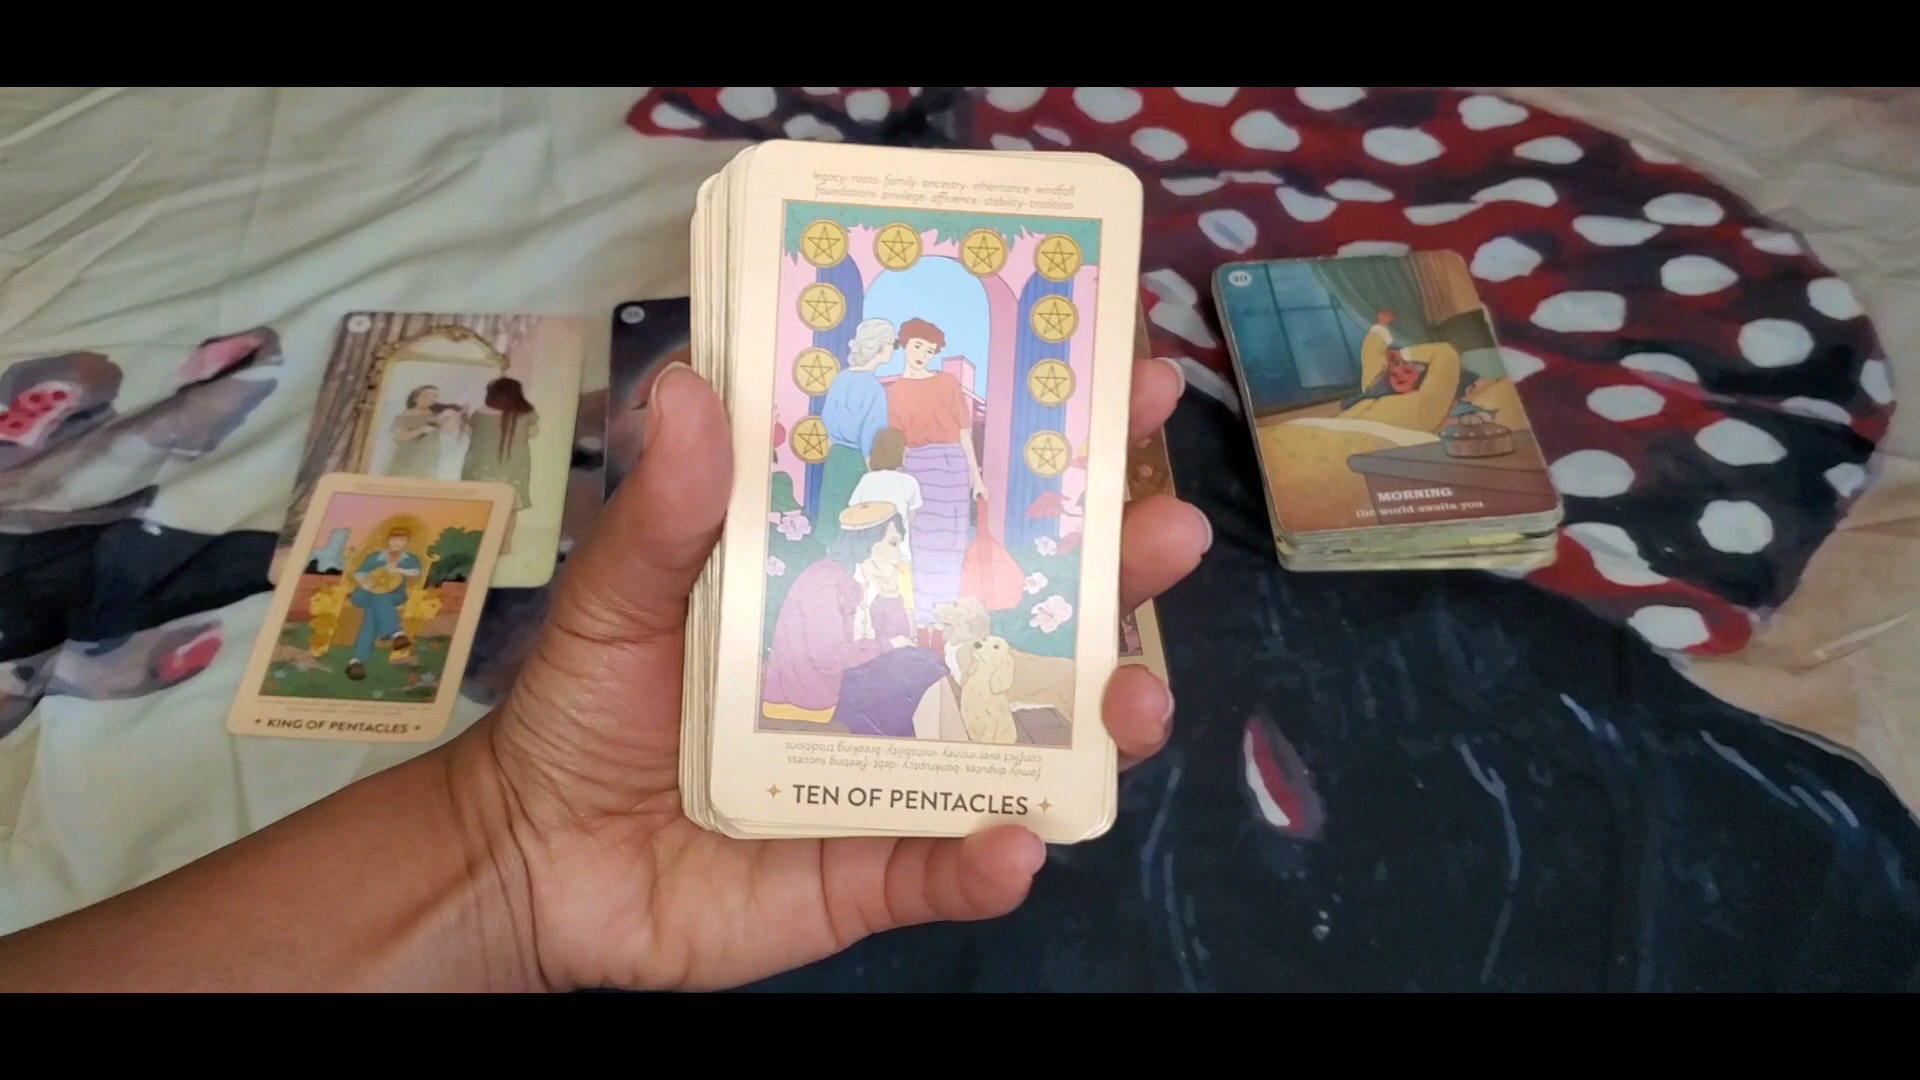 legacy· roots· family· ancestry· inheritance· windfall
foundations· privilege· affluence· stability· tradition
conflict over money· instability· breaking traditions
family disputes· bankruptcy· debt· fleeting success
TEN OF PENTACLES
KING OF PENTACLES
40
MORNING
the world awaits you